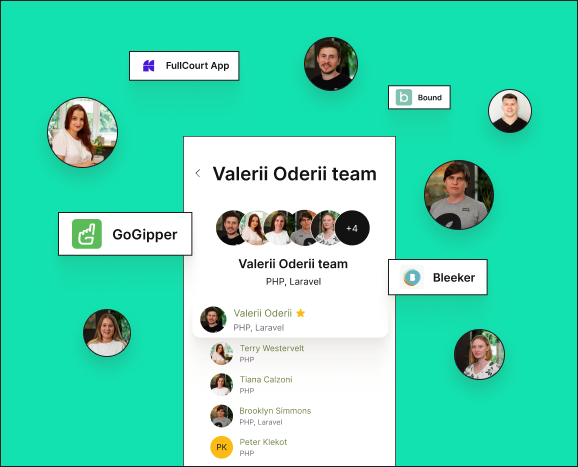 FullCourt App
Bound
Valerii Oderii team
GoGipper
+4
Valerii Oderii team
PHP, Laravel
Bleeker
Valerii Oderii
PHP, Laravel
Terry Westervelt
PHP
Tiana Calzoni
PHP
Brooklyn Simmons
PHP, Laravel
PK
Peter Klekot
PHP